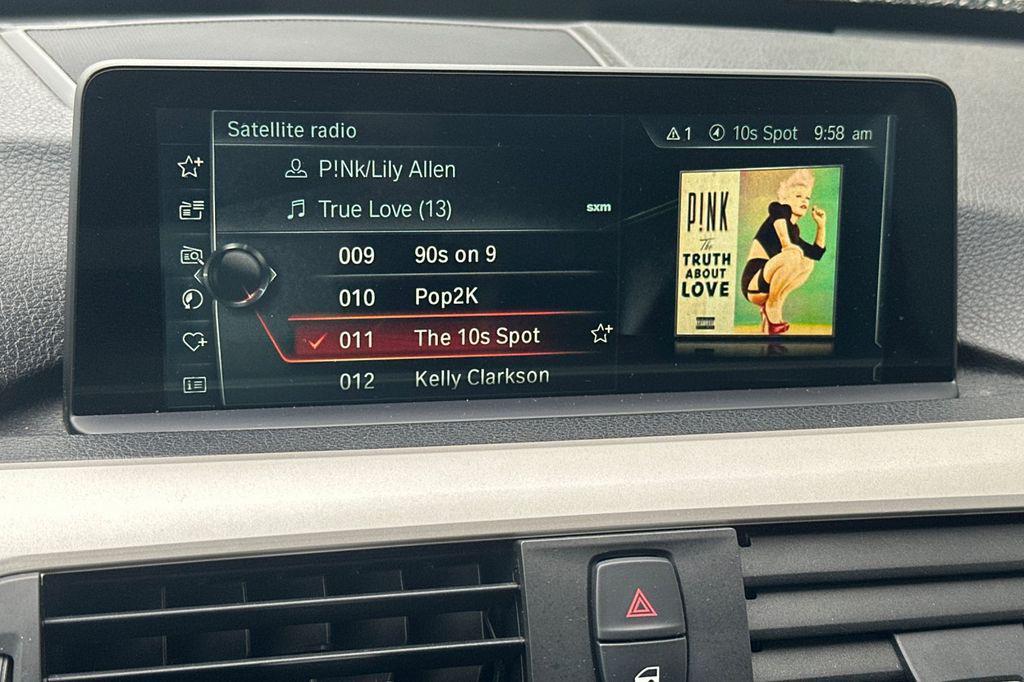 Satellite radio
1 10s Spot 9:58 am
P!Nk/Lily Allen
True Love (13)
sxm
009 90s on 9
010 Pop2K
011 The 10s Spot
012 Kelly Clarkson
P!NK
The
TRUTH
ABOUT
LOVE